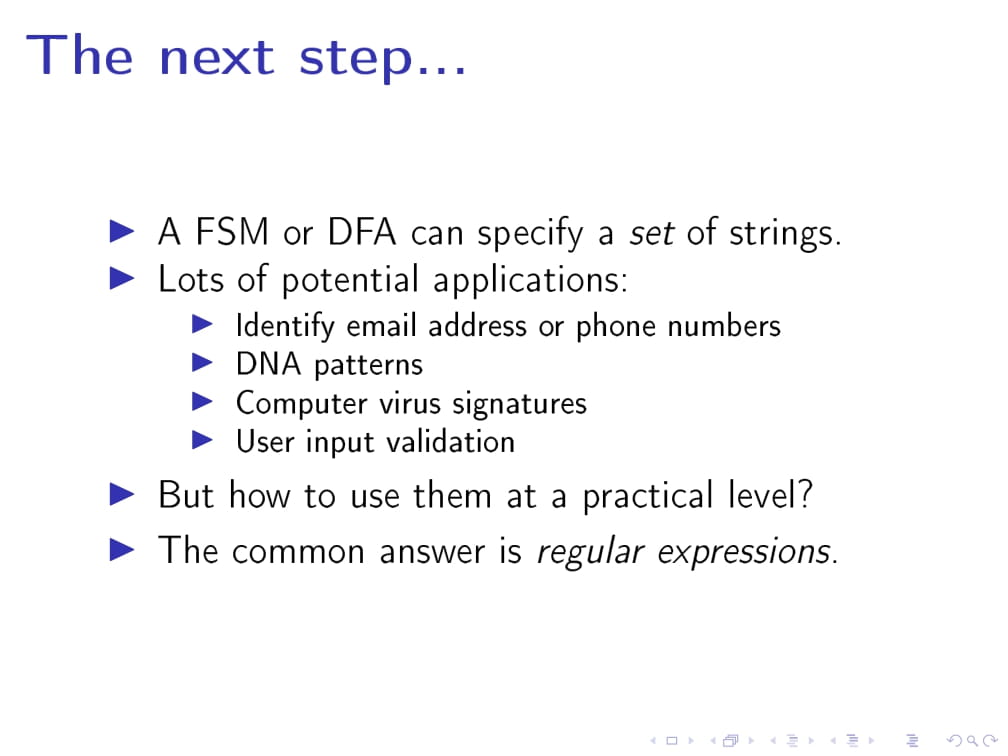 The next step...
A FSM or DFA can specify a set of strings.
Lots of potential applications:
Identify email address or phone numbers
DNA patterns
Computer virus signatures
User input validation
But how to use them at a practical level?
The common answer is regular expressions.